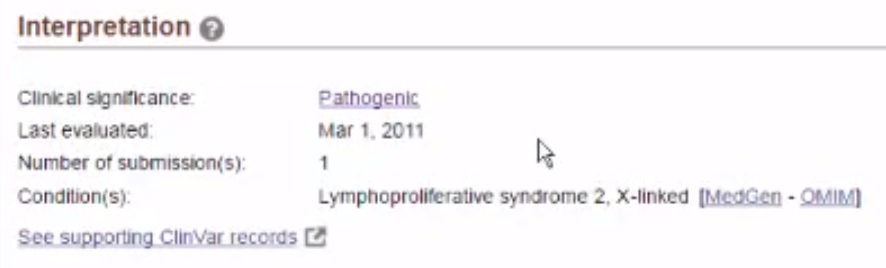 Interpretation ?
Clinical significance: Pathogenic
Last evaluated: Mar 1, 2011
Number of submission(s): 1
Condition(s): Lymphoproliferative syndrome 2, X-linked [MedGen - OMIM]
See supporting ClinVar records